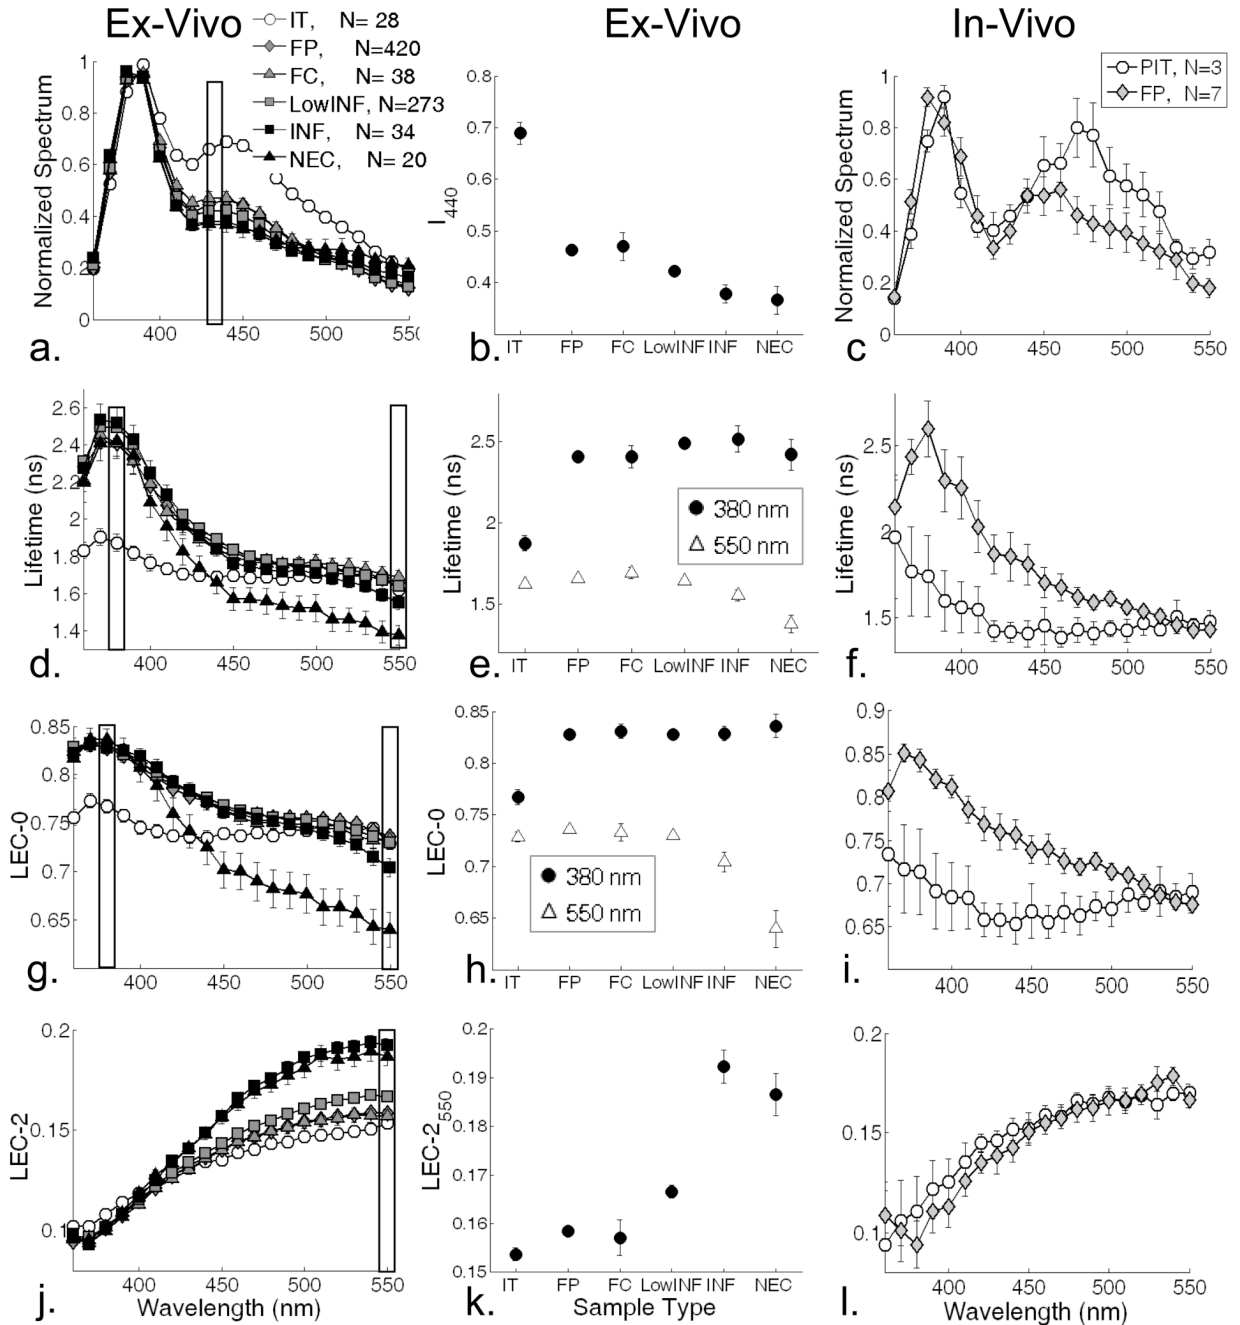 Ex-Vivo
Ex-Vivo
In-Vivo
IT, N= 28
FP, N=420
FC, N= 38
LowINF, N=273
INF, N= 34
NEC, N= 20
Normalized Spectrum
1
0.8
0.6
0.4
0.2
0
400 450 500 550
a.
I440
0.8
0.7
0.5
0.4
IT FP FC LowINF INF NEC
b.
PIT, N=3
FP, N=7
Normalized Spectrum
1
0.8
0.6
0.4
0.2
0
400 450 500 550
c.
Lifetime (ns)
2.6
2.4
2.2
2
1.8
1.6
1.4
400 450 500 550
d.
Lifetime (ns)
2.5
2
1.5
380 nm
550 nm
IT FP FC LowINF INF NEC
e.
Lifetime (ns)
2.5
2
1.5
400 450 500 550
f.
LEC-0
0.85
0.8
0.75
0.7
0.65
400 450 500 550
g.
LEC-0
0.85
0.8
0.75
0.7
0.65
380 nm
550 nm
IT FP FC LowINF INF NEC
h.
LEC-0
0.9
0.85
0.8
0.75
0.7
0.65
400 450 500 550
i.
LEC-2
0.2
0.15
0.1
400 450 500 550
j.
Wavelength (nm)
LEC-2550
0.2
0.19
0.18
0.17
0.16
0.15
IT FP FC LowINF INF NEC
k.
Sample Type
LEC-2
0.2
0.15
0.1
400 450 500 550
l.
Wavelength (nm)